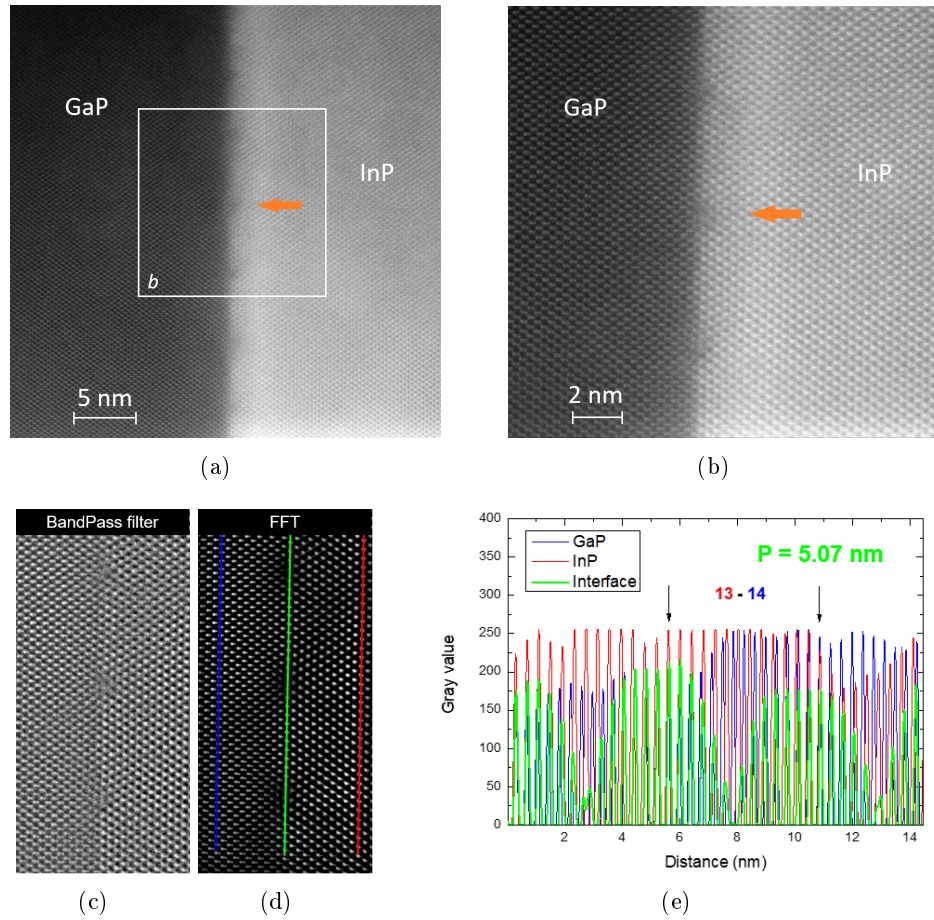 GaP
InP
b
5 nm
(a)
GaP
InP
2 nm
(b)
BandPass filter
(c)
FFT
(d)
400
350
300
250
200
150
100
50
0
Gray value
GaP
InP
Interface
P = 5.07 nm
13 - 14
2 4 6 8 10 12 14
Distance (nm)
(e)